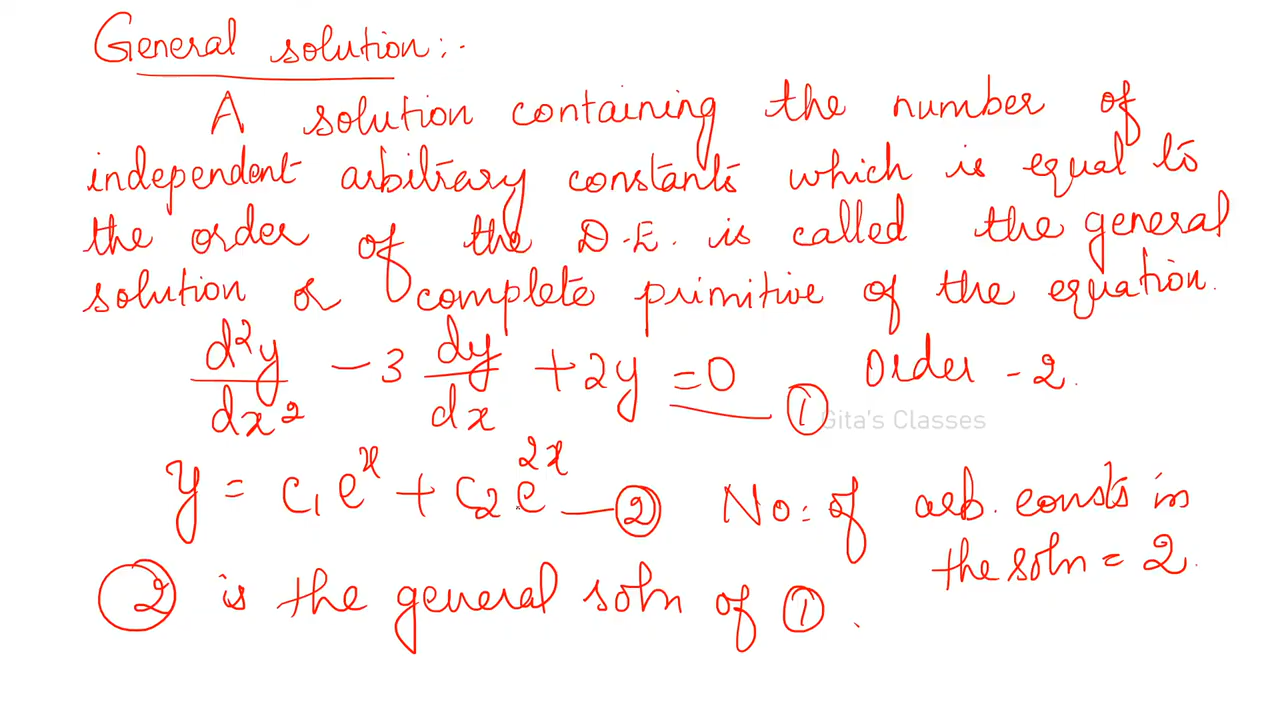 General solution:-
A solution containing the number of
independent arbitrary constants which is equal to
the order of the D.E. is called the general
solution or complete primitive of the equation.
d²y/dx² - 3 dy/dx + 2y = 0 ① Order - 2.
Gita's Classes
y = c₁eˣ + c₂e²ˣ — ② No: of arb. consts in
the soln = 2.
② is the general soln of ①.